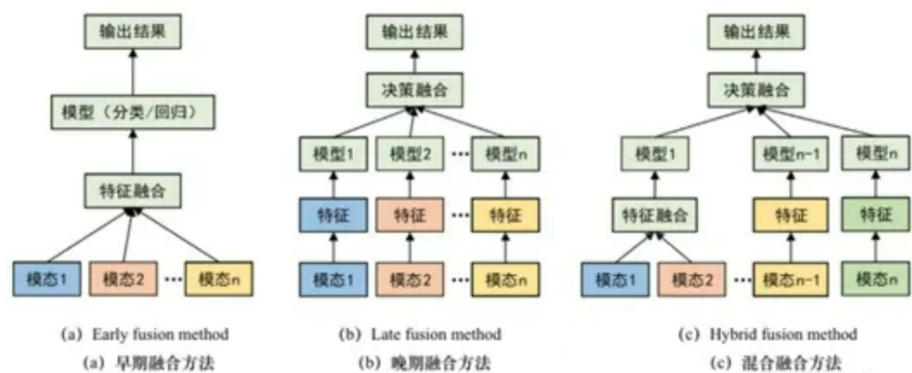 输出结果
模型（分类/回归）
特征融合
模态1 模态2 ··· 模态n
(a) Early fusion method
(a) 早期融合方法
输出结果
决策融合
模型1 模型2 ··· 模型n
特征 特征 ··· 特征
模态1 模态2 ··· 模态n
(b) Late fusion method
(b) 晚期融合方法
输出结果
决策融合
模型1 模型n-1 模型n
特征融合 特征 特征
模态1 模态2 ··· 模态n-1 模态n
(c) Hybrid fusion method
(c) 混合融合方法